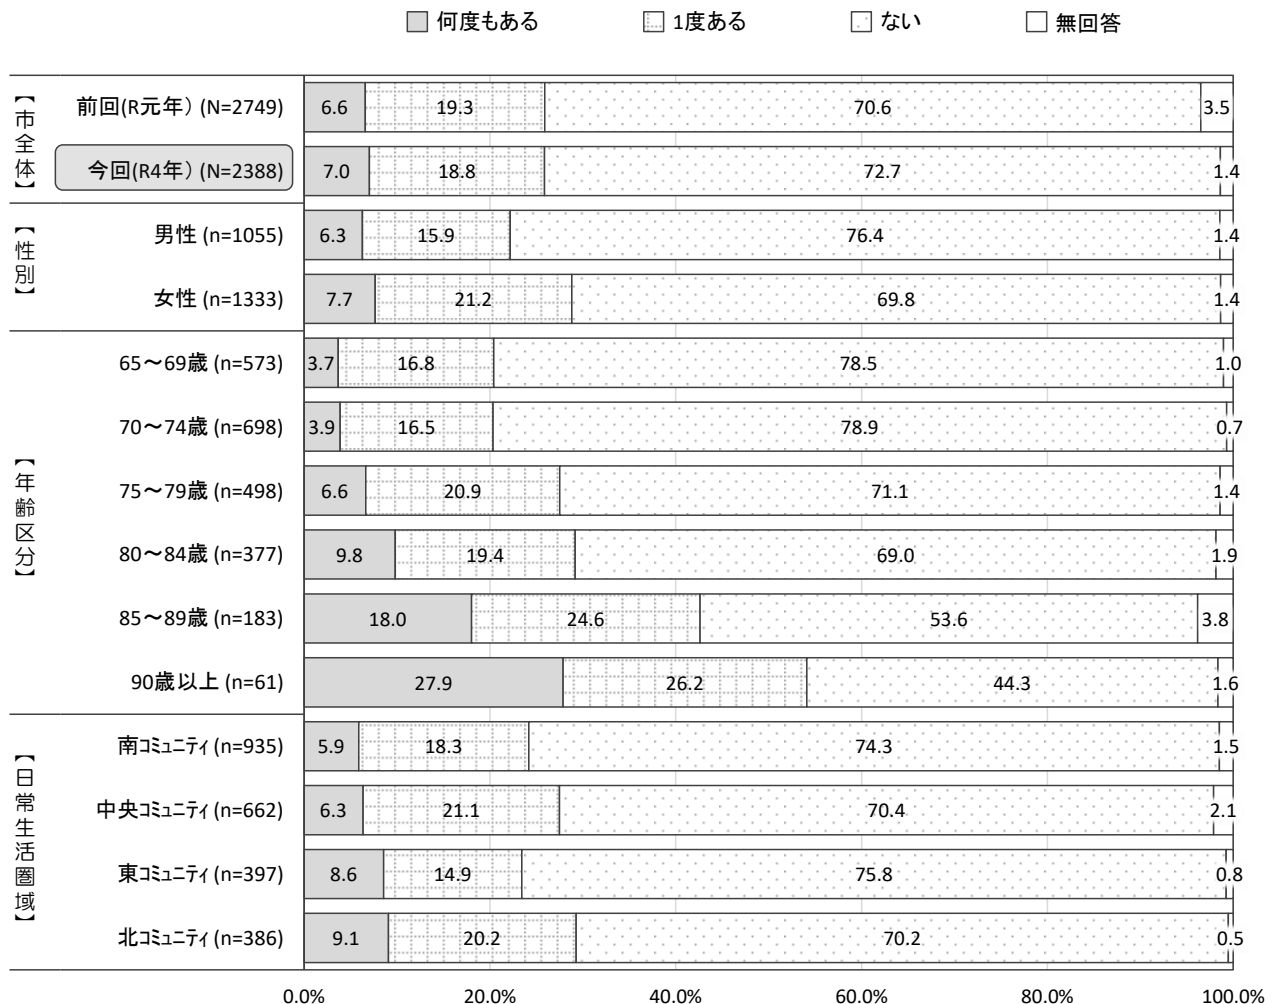 何度もある 1度ある ない 無回答
【市全体】
前回(R元年) (N=2749) 6.6 19.3 70.6 3.5
今回(R4年) (N=2388) 7.0 18.8 72.7 1.4
【性別】
男性 (n=1055) 6.3 15.9 76.4 1.4
女性 (n=1333) 7.7 21.2 69.8 1.4
【年齢区分】
65～69歳 (n=573) 3.7 16.8 78.5 1.0
70～74歳 (n=698) 3.9 16.5 78.9 0.7
75～79歳 (n=498) 6.6 20.9 71.1 1.4
80～84歳 (n=377) 9.8 19.4 69.0 1.9
85～89歳 (n=183) 18.0 24.6 53.6 3.8
90歳以上 (n=61) 27.9 26.2 44.3 1.6
【日常生活圏域】
南ｺﾐｭﾆﾃｨ (n=935) 5.9 18.3 74.3 1.5
中央ｺﾐｭﾆﾃｨ (n=662) 6.3 21.1 70.4 2.1
東ｺﾐｭﾆﾃｨ (n=397) 8.6 14.9 75.8 0.8
北ｺﾐｭﾆﾃｨ (n=386) 9.1 20.2 70.2 0.5
0.0% 20.0% 40.0% 60.0% 80.0% 100.0%